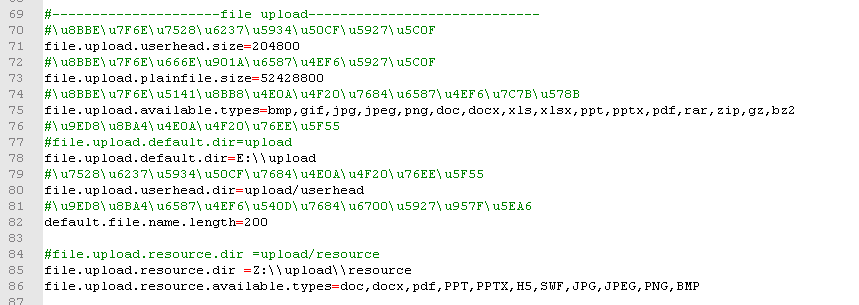 69 #---------------------file upload-----------------------------
70 #\u8BBE\u7F6E\u7528\u6237\u5934\u50CF\u5927\u5C0F
71 file.upload.userhead.size=204800
72 #\u8BBE\u7F6E\u666E\u901A\u6587\u4EF6\u5927\u5C0F
73 file.upload.plainfile.size=52428800
74 #\u8BBE\u7F6E\u5141\u8BB8\u4E0A\u4F20\u7684\u6587\u4EF6\u7C7B\u578B
75 file.upload.available.types=bmp,gif,jpg,jpeg,png,doc,docx,xls,xlsx,ppt,pptx,pdf,rar,zip,gz,bz2
76 #\u9ED8\u8BA4\u4E0A\u4F20\u76EE\u5F55
77 #file.upload.default.dir=upload
78 file.upload.default.dir=E:\\upload
79 #\u7528\u6237\u5934\u50CF\u7684\u4E0A\u4F20\u76EE\u5F55
80 file.upload.userhead.dir=upload/userhead
81 #\u9ED8\u8BA4\u6587\u4EF6\u540D\u7684\u6700\u5927\u957F\u5EA6
82 default.file.name.length=200
83
84 #file.upload.resource.dir =upload/resource
85 file.upload.resource.dir =Z:\\upload\\resource
86 file.upload.resource.available.types=doc,docx,pdf,PPT,PPTX,H5,SWF,JPG,JPEG,PNG,BMP